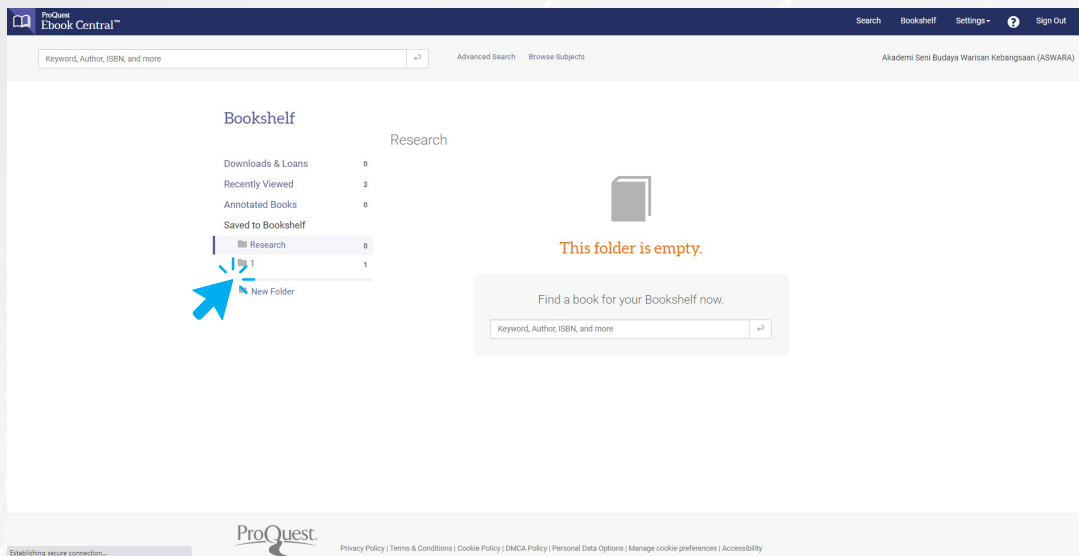 ProQuest
Ebook Central™
Search Bookshelf Settings Sign Out
Keyword, Author, ISBN, and more
Advanced Search Browse Subjects
Akademi Seni Budaya Warisan Kebangsaan (ASWARA)
Bookshelf
Research
Downloads & Loans 0
Recently Viewed 2
Annotated Books 0
Saved to Bookshelf
Research 0
1 1
New Folder
This folder is empty.
Find a book for your Bookshelf now.
Keyword, Author, ISBN, and more
ProQuest.
Privacy Policy | Terms & Conditions | Cookie Policy | DMCA Policy | Personal Data Options | Manage cookie preferences | Accessibility
Establishing secure connection...